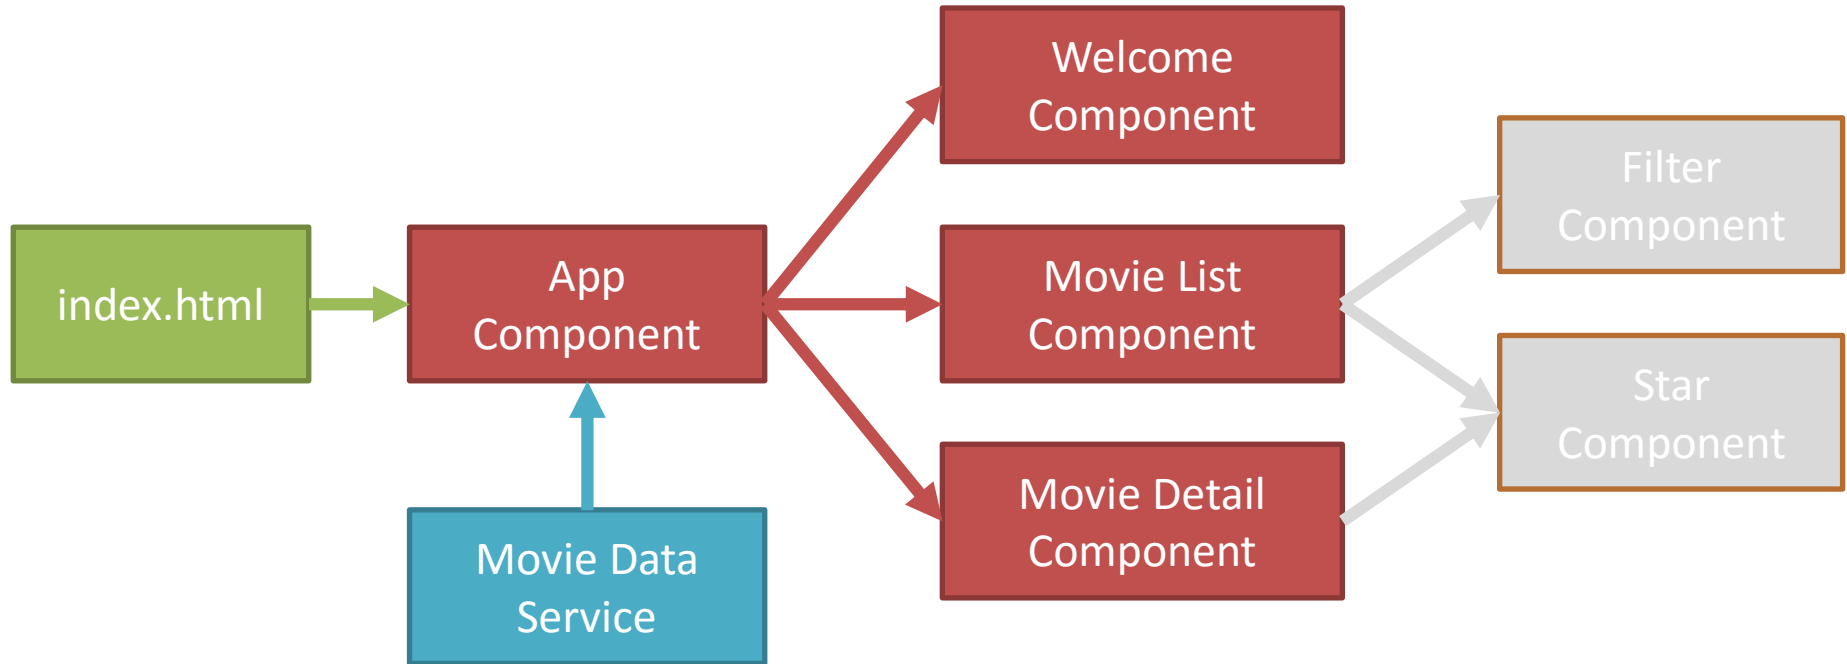 Welcome
Component
Filter
Component
index.html
App
Component
Movie List
Component
Star
Component
Movie Detail
Component
Movie Data
Service